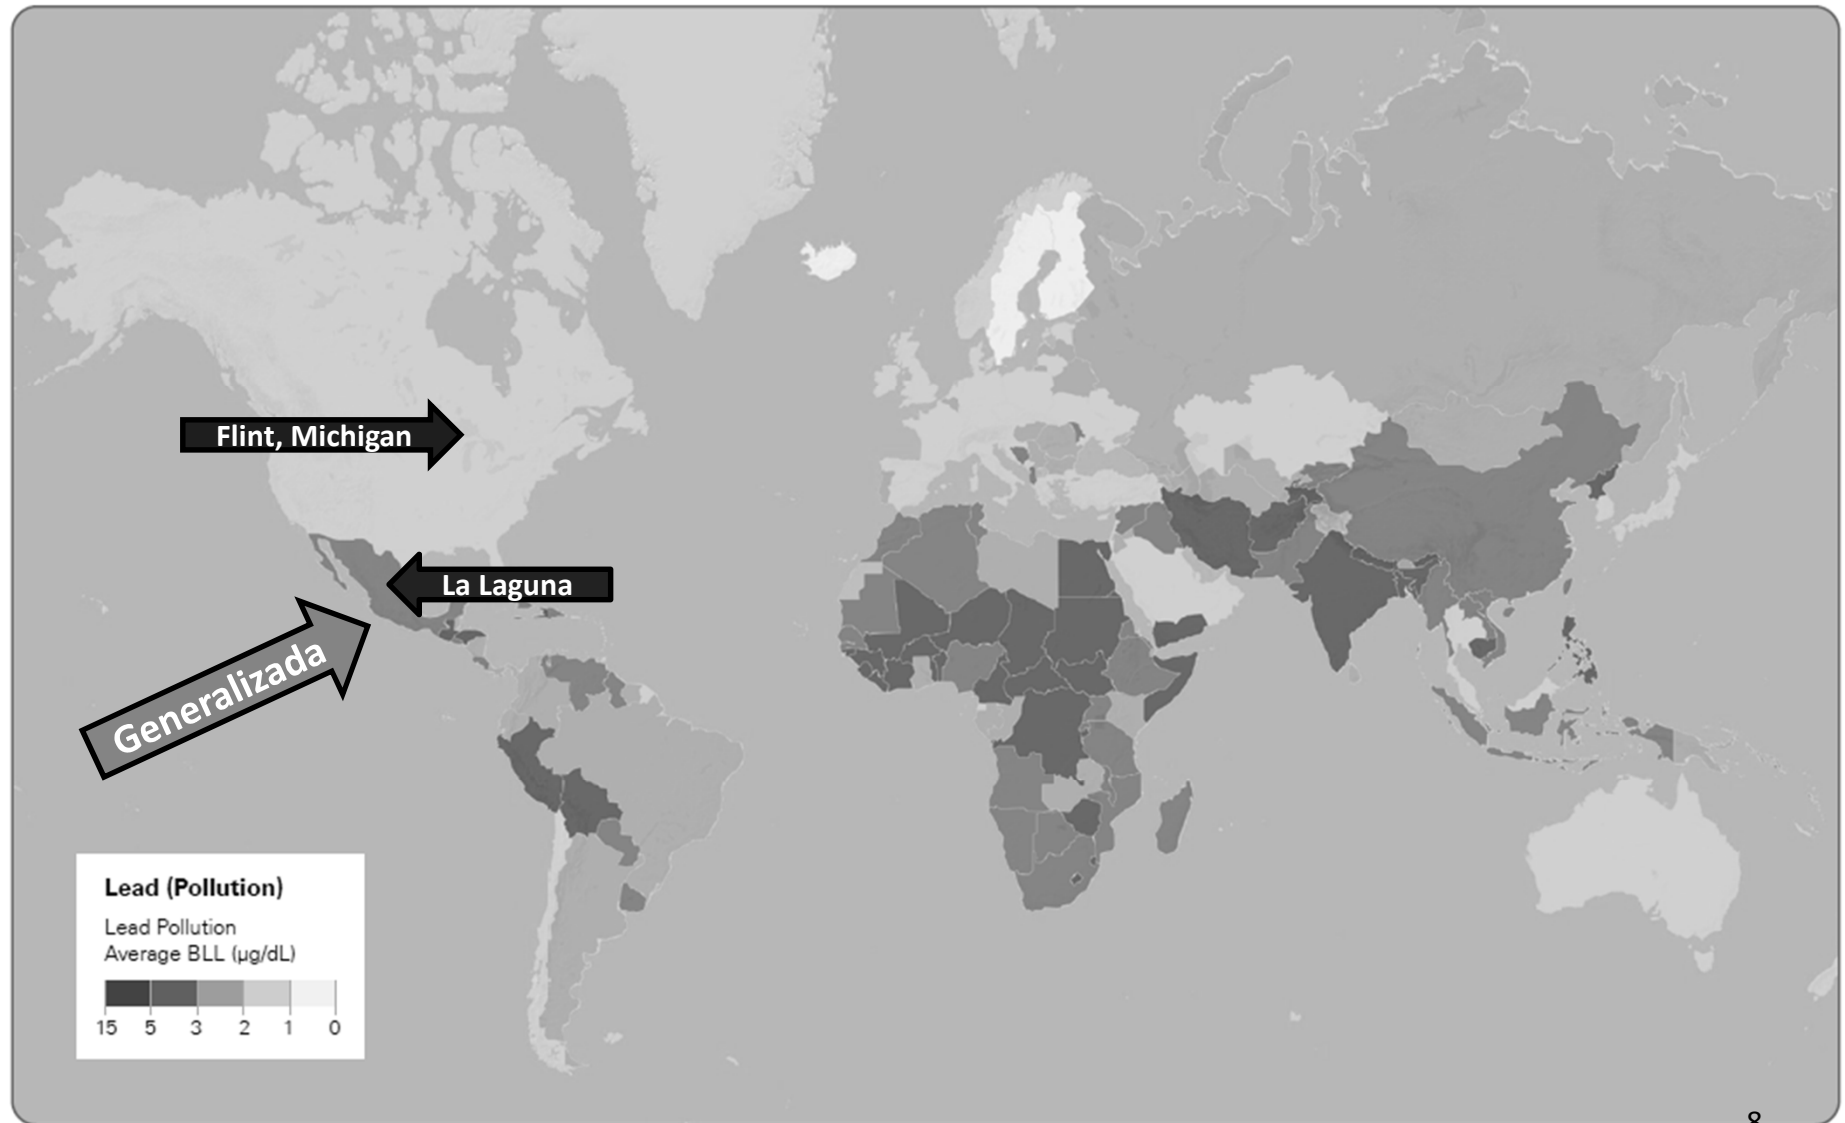 Flint, Michigan
La Laguna
Generalizada
Lead (Pollution)
Lead Pollution
Average BLL (µg/dL)
15 5 3 2 1 0
8